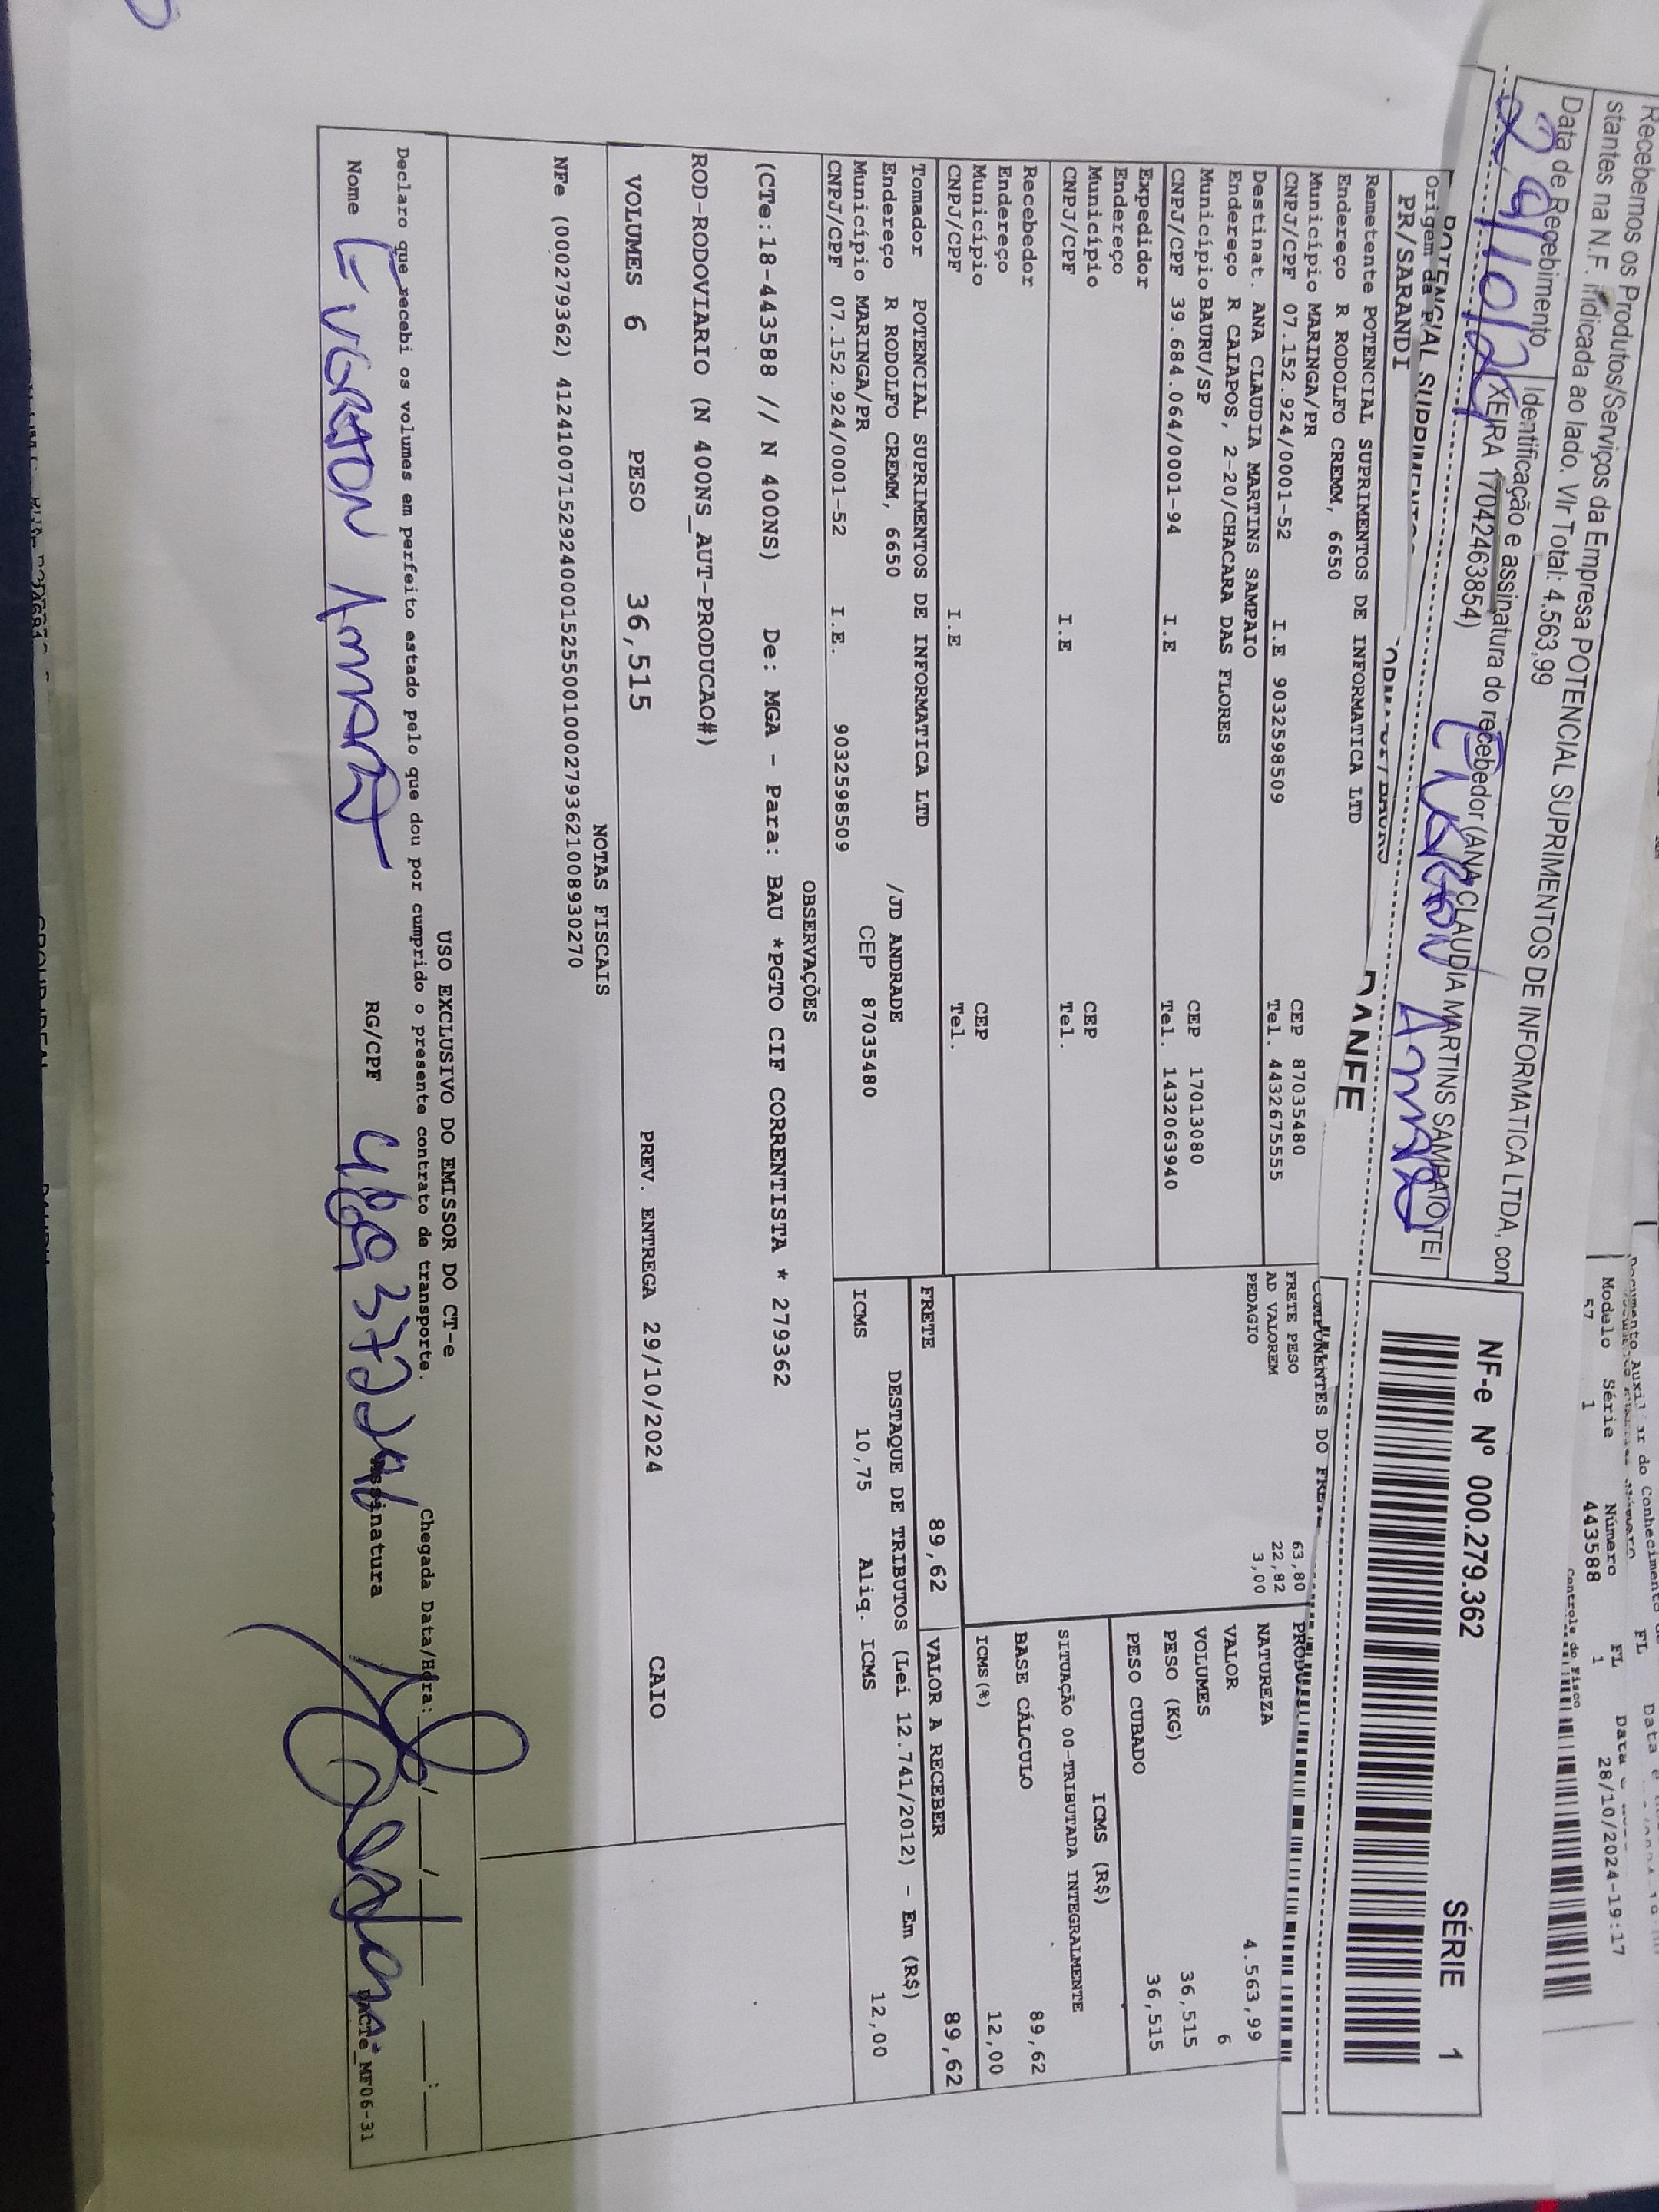 Recebemos os Produtos/Serviços da Empresa POTENCIAL SUPRIMENTOS DE INFORMATICA LTDA, con
stantes na N.F. indicada ao lado. Vlr Total: 4.563,99
Data de Recebimento Identificação e assinatura do recebedor (ANA CLAUDIA MARTINS SAMPAIO TEI
XEIRA 17042463854)
29/10/24
EVERTON
NF-e Nº 000.279.362 SÉRIE 1
Modelo Série Número FL
57 1 443588 1 28/10/2024-19:17
Controle do Fisco
DANFE
Origem da
PR/SARANDI
Remetente POTENCIAL SUPRIMENTOS DE INFORMATICA LTD
Endereço R RODOLFO CREMM, 6650
Município MARINGA/PR CEP 87035480
CNPJ/CPF 07.152.924/0001-52 I.E 9032598509 Tel. 4432675555
Destinat. ANA CLAUDIA MARTINS SAMPAIO
Endereço R CAIAPOS, 2-20/CHACARA DAS FLORES
Município BAURU/SP CEP 17013080
CNPJ/CPF 39.684.064/0001-94 I.E Tel. 1432063940
Expedidor
Endereço
Município CEP
CNPJ/CPF I.E Tel.
Recebedor
Endereço
Município CEP
CNPJ/CPF I.E Tel.
Tomador POTENCIAL SUPRIMENTOS DE INFORMATICA LTD
Endereço R RODOLFO CREMM, 6650 /JD ANDRADE
Município MARINGA/PR CEP 87035480
CNPJ/CPF 07.152.924/0001-52 I.E. 9032598509
COMPONENTES DO FRETE
FRETE PESO 63,80
AD VALOREM 22,82
PEDAGIO 3,00
FRETE 89,62
NATUREZA
VALOR 4.563,99
VOLUMES 6
PESO (KG) 36,515
PESO CUBADO 36,515
ICMS (R$)
SITUAÇÃO 00-TRIBUTADA INTEGRALMENTE
BASE CÁLCULO 89,62
ICMS(%) 12,00
VALOR A RECEBER 89,62
DESTAQUE DE TRIBUTOS (Lei 12.741/2012) - Em (R$)
ICMS 10,75 Aliq. ICMS 12,00
OBSERVAÇÕES
(CTe:18-443588 // N 400NS) De: MGA - Para: BAU *PGTO CIF CORRENTISTA * 279362
ROD-RODOVIARIO (N 400NS_AUT-PRODUCAO#)
VOLUMES 6 PESO 36,515 PREV. ENTREGA 29/10/2024 CAIO
NOTAS FISCAIS
NFe (000279362) 41241007152924000152550010002793621008930270
USO EXCLUSIVO DO EMISSOR DO CT-e
Declaro que recebi os volumes em perfeito estado pelo que dou por cumprido o presente contrato de transporte. Chegada Data/Hora: __/__/__ __:__
Nome EVERTON RG/CPF Assinatura
DACTe_MF06-31